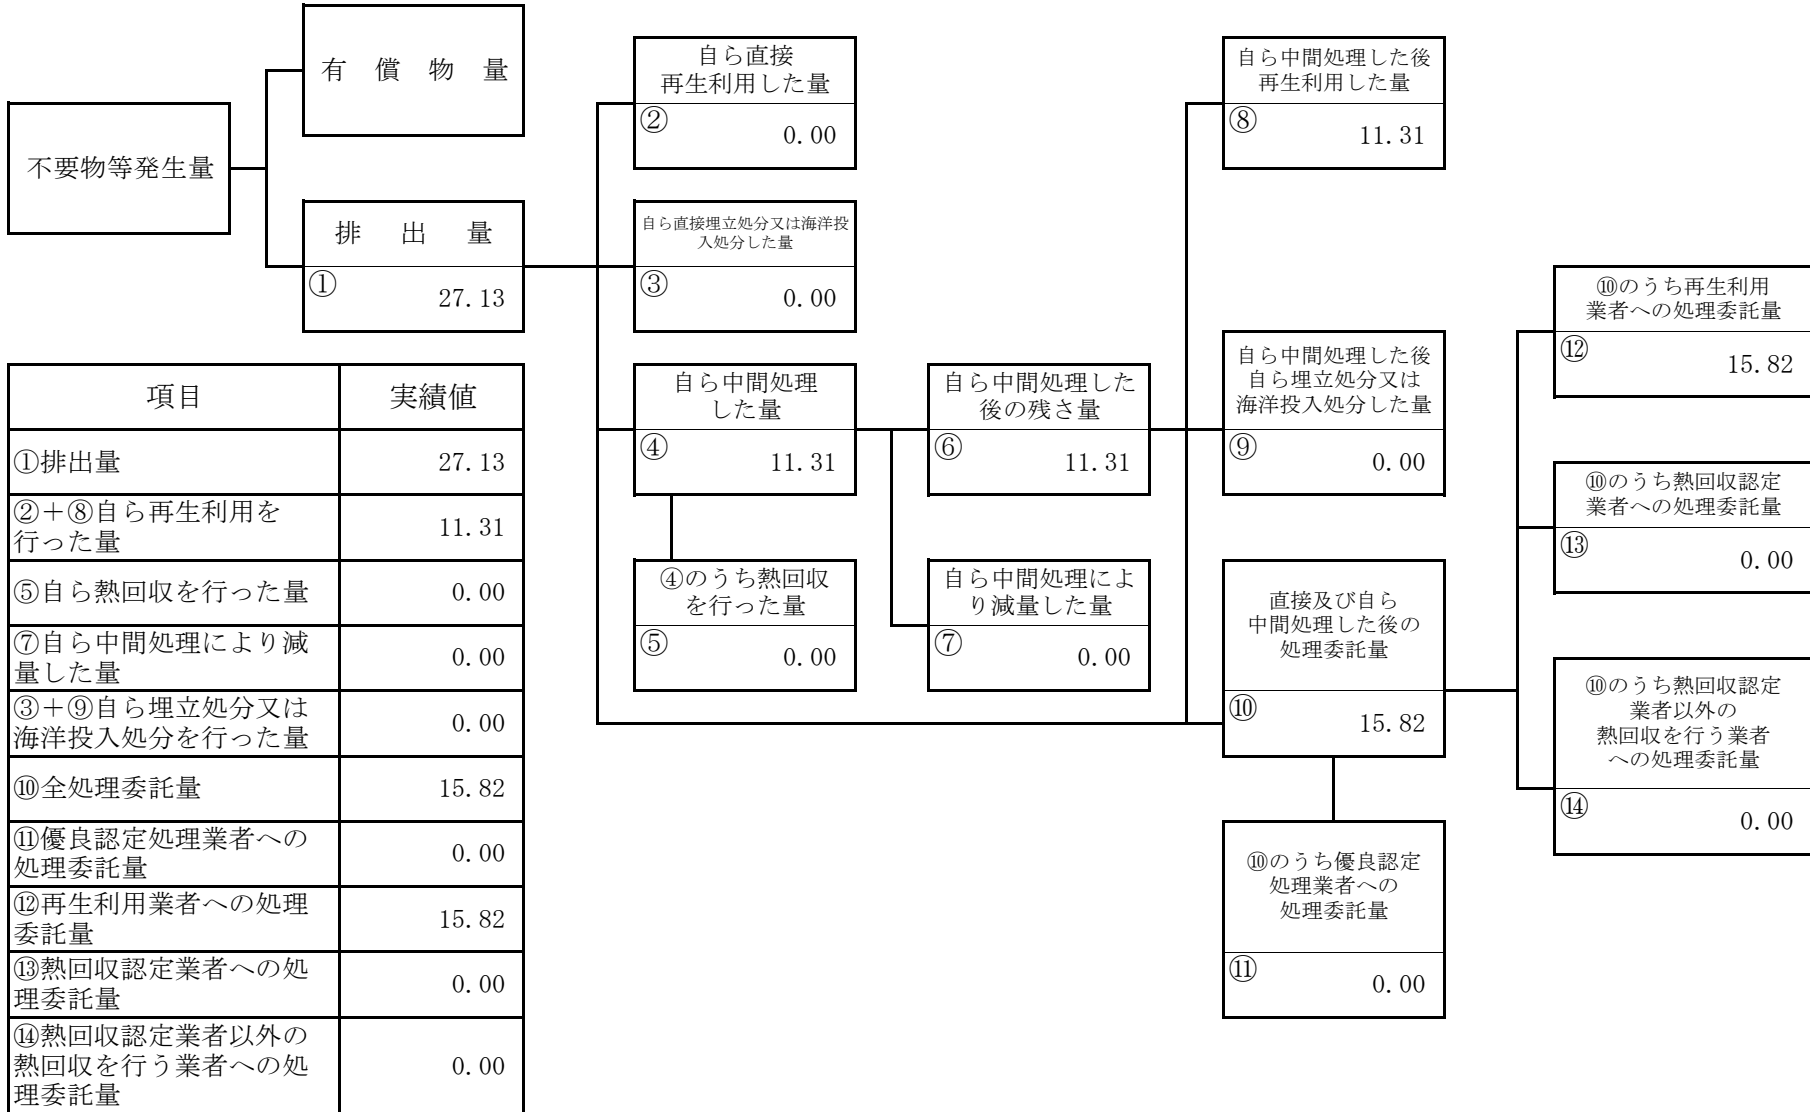 不要物等発生量
有償物量
排出量
①
27.13
自ら直接
再生利用した量
②
0.00
自ら直接埋立処分又は海洋投
入処分した量
③
0.00
自ら中間処理
した量
④
11.31
④のうち熱回収
を行った量
⑤
0.00
自ら中間処理した
後の残さ量
⑥
11.31
自ら中間処理によ
り減量した量
⑦
0.00
自ら中間処理した後
再生利用した量
⑧
11.31
自ら中間処理した後
自ら埋立処分又は
海洋投入処分した量
⑨
0.00
直接及び自ら
中間処理した後の
処理委託量
⑩
15.82
⑩のうち優良認定
処理業者への
処理委託量
⑪
0.00
⑩のうち再生利用
業者への処理委託量
⑫
15.82
⑩のうち熱回収認定
業者への処理委託量
⑬
0.00
⑩のうち熱回収認定
業者以外の
熱回収を行う業者
への処理委託量
⑭
0.00
項目 実績値
①排出量 27.13
②+⑧自ら再生利用を
行った量 11.31
⑤自ら熱回収を行った量 0.00
⑦自ら中間処理により減
量した量 0.00
③+⑨自ら埋立処分又は
海洋投入処分を行った量 0.00
⑩全処理委託量 15.82
⑪優良認定処理業者への
処理委託量 0.00
⑫再生利用業者への処理
委託量 15.82
⑬熱回収認定業者への処
理委託量 0.00
⑭熱回収認定業者以外の
熱回収を行う業者への処
理委託量 0.00